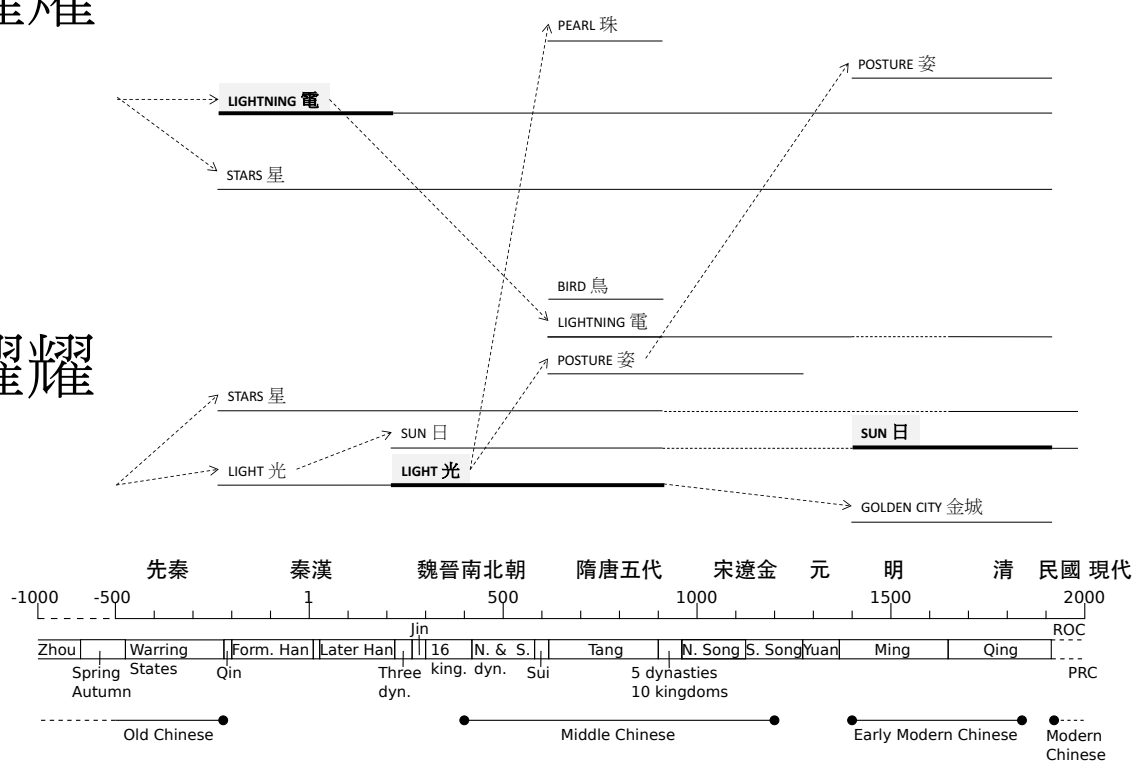 耀
PEARL 珠
POSTURE 姿
LIGHTNING 電
STARS 星
BIRD 鳥
LIGHTNING 電
POSTURE 姿
耀
STARS 星
SUN 日
SUN 日
LIGHT 光
LIGHT 光
GOLDEN CITY 金城
先秦 秦漢 魏晉南北朝 隋唐五代 宋遼金 元 明 清 民國 現代
-1000 -500 1 500 1000 1500 2000
Jin ROC
Zhou Warring Form. Han Later Han 16 N. & S. Tang N. Song S. Song Yuan Ming Qing
Spring States Qin Three king. dyn. Sui 5 dynasties PRC
Autumn dyn. 10 kingdoms
Old Chinese Middle Chinese Early Modern Chinese Modern
Chinese